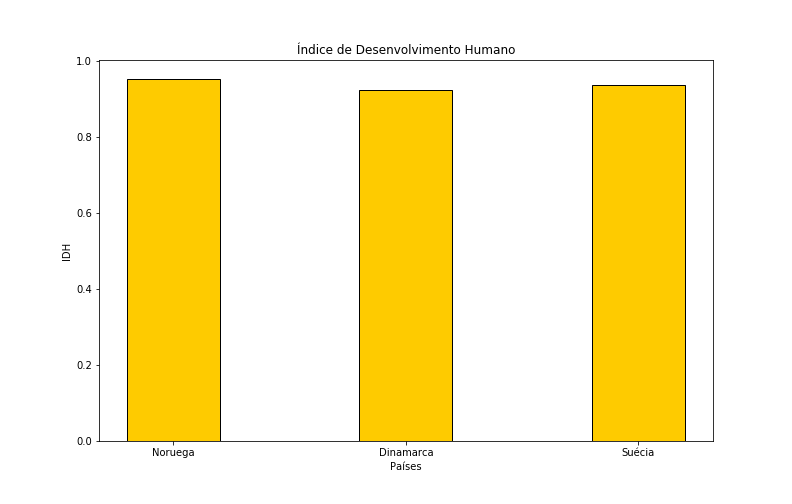 Índice de Desenvolvimento Humano
1.0
0.8
0.6
0.4
0.2
0.0
IDH
Noruega Dinamarca Suécia
Países